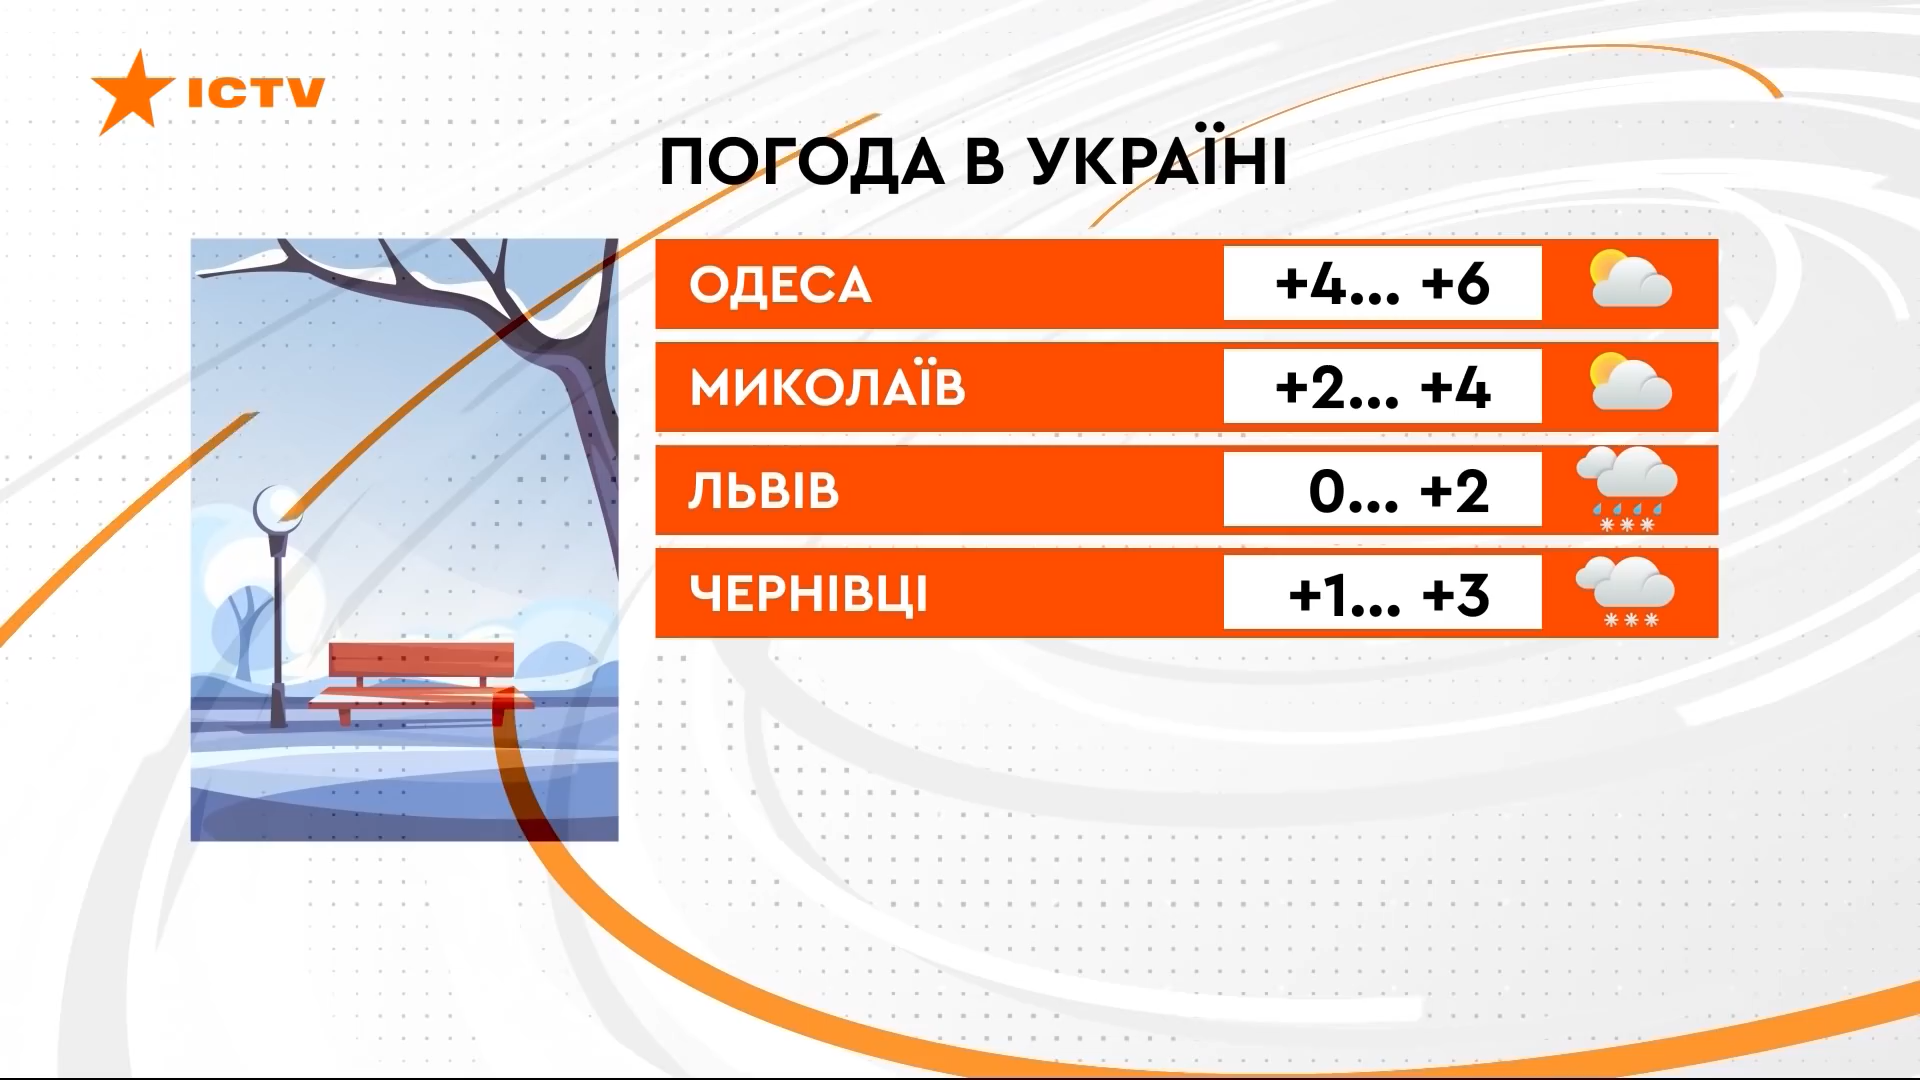 ICTV
ПОГОДА В УКРАЇНІ
ОДЕСА +4... +6
МИКОЛАЇВ +2... +4
ЛЬВІВ 0... +2
ЧЕРНІВЦІ +1... +3